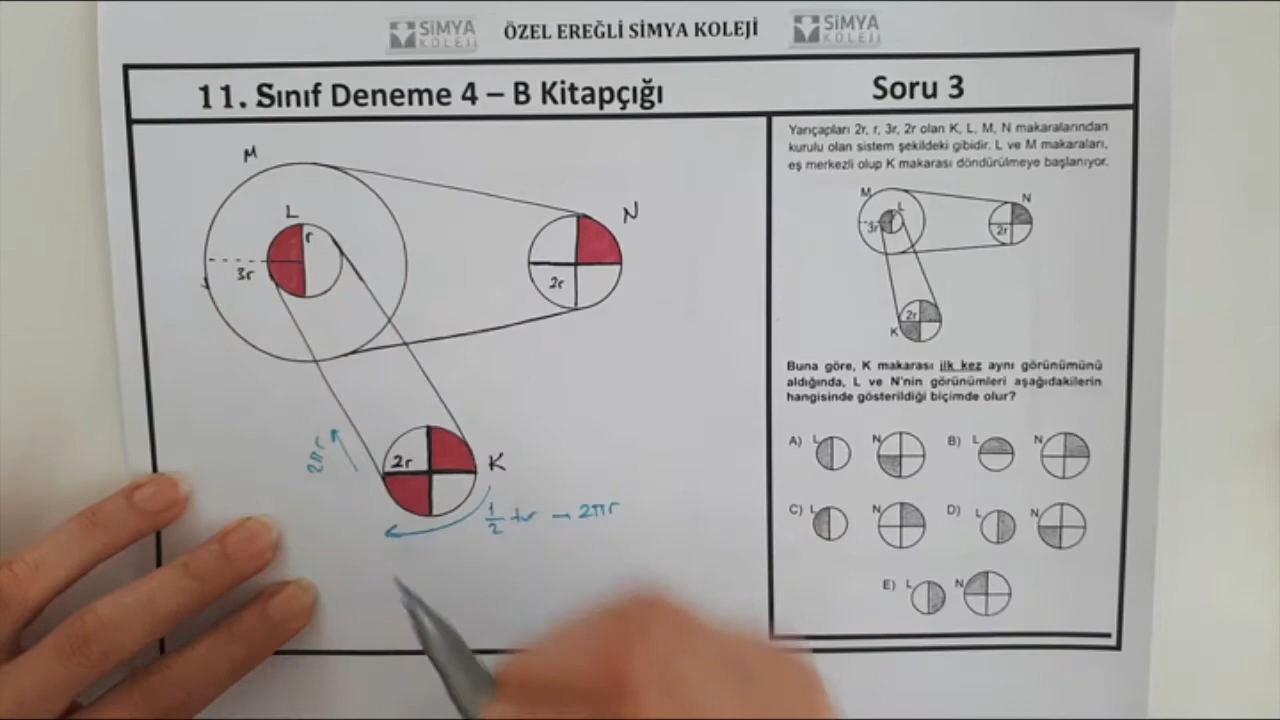 SİMYA KOLEJİ
ÖZEL EREĞLİ SİMYA KOLEJİ
SİMYA KOLEJİ
11. Sınıf Deneme 4 – B Kitapçığı
Soru 3
M
L
r
3r
N
2r
2r
K
2πr
1/2 tur → 2πr
Yarıçapları 2r, r, 3r, 2r olan K, L, M, N makaralarından
kurulu olan sistem şekildeki gibidir. L ve M makaraları,
eş merkezli olup K makarası döndürülmeye başlanıyor.
M
L
N
3r
2r
2r
K
Buna göre, K makarası ilk kez aynı görünümünü
aldığında, L ve N'nin görünümleri aşağıdakilerin
hangisinde gösterildiği biçimde olur?
A) L N B) L N
C) L N D) L N
E) L N